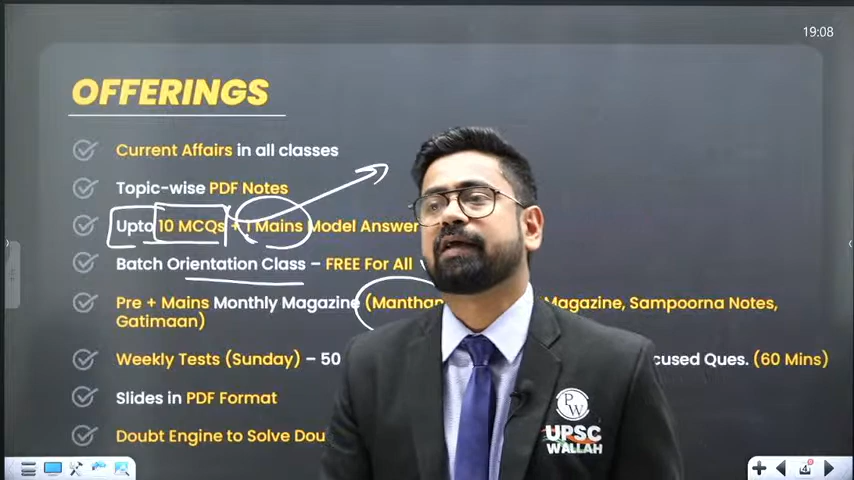 19:08
OFFERINGS
Current Affairs in all classes
Topic-wise PDF Notes
Upto 10 MCQs + 1 Mains Model Answer
Batch Orientation Class – FREE For All
Pre + Mains Monthly Magazine (Manthan Magazine, Sampoorna Notes,
Gatimaan)
Weekly Tests (Sunday) – 50 Ques. (60 Mins)
Slides in PDF Format
Doubt Engine to Solve
PW
UPSC
WALLAH
4